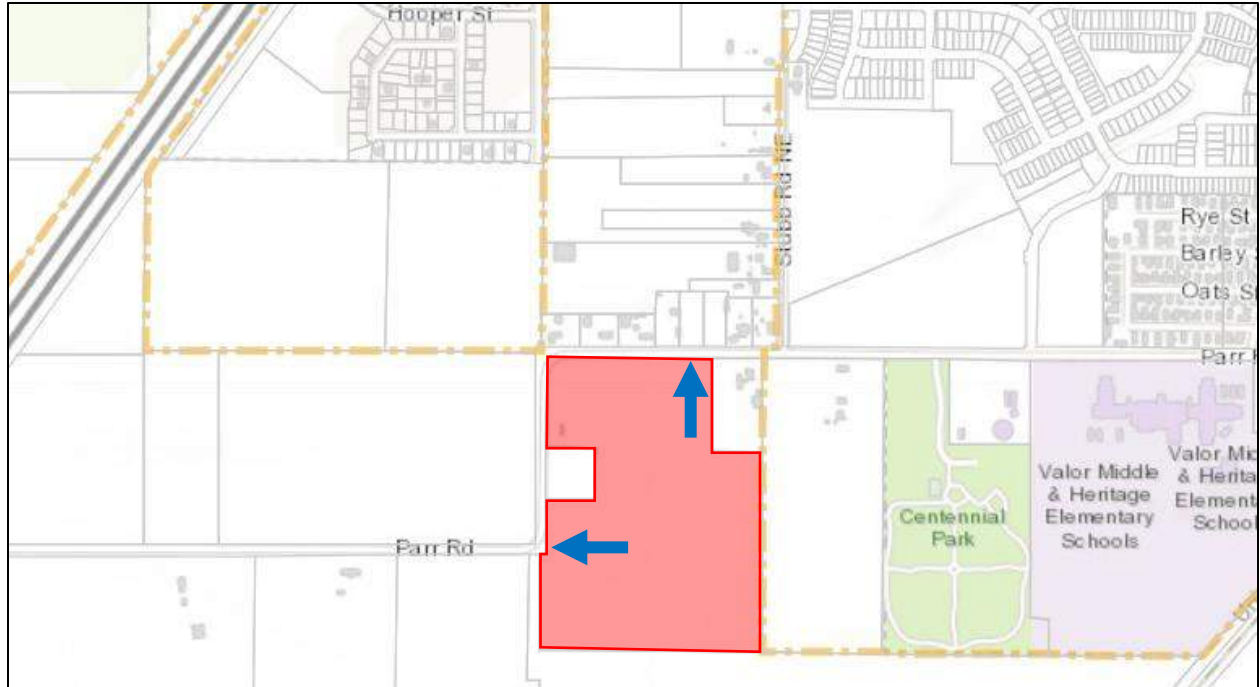 Hooper St
Stubb Rd NE
Rye St
Barley
Oats S
Parr
Parr Rd
Centennial
Park
Valor Middle
& Heritage
Elementary
Schools
Valor Mid
& Herita
Element
School